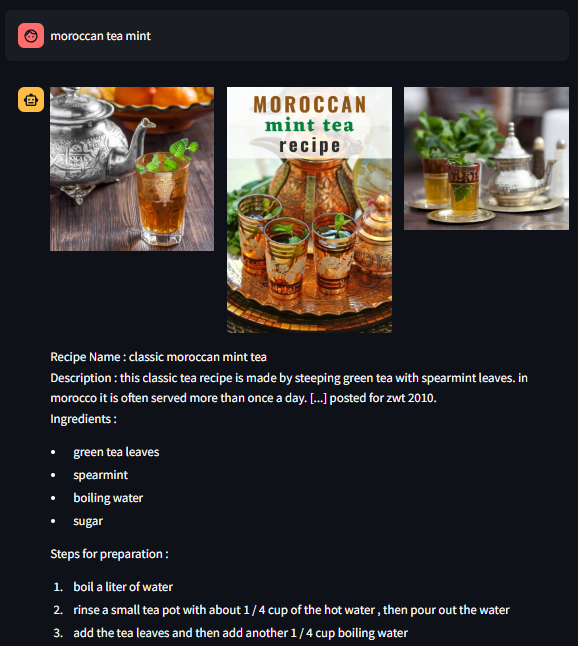 moroccan tea mint
MOROCCAN
mint tea
recipe
Recipe Name : classic moroccan mint tea
Description : this classic tea recipe is made by steeping green tea with spearmint leaves. in
morocco it is often served more than once a day. [...] posted for zwt 2010.
Ingredients :
• green tea leaves
• spearmint
• boiling water
• sugar
Steps for preparation :
1. boil a liter of water
2. rinse a small tea pot with about 1 / 4 cup of the hot water , then pour out the water
3. add the tea leaves and then add another 1 / 4 cup boiling water